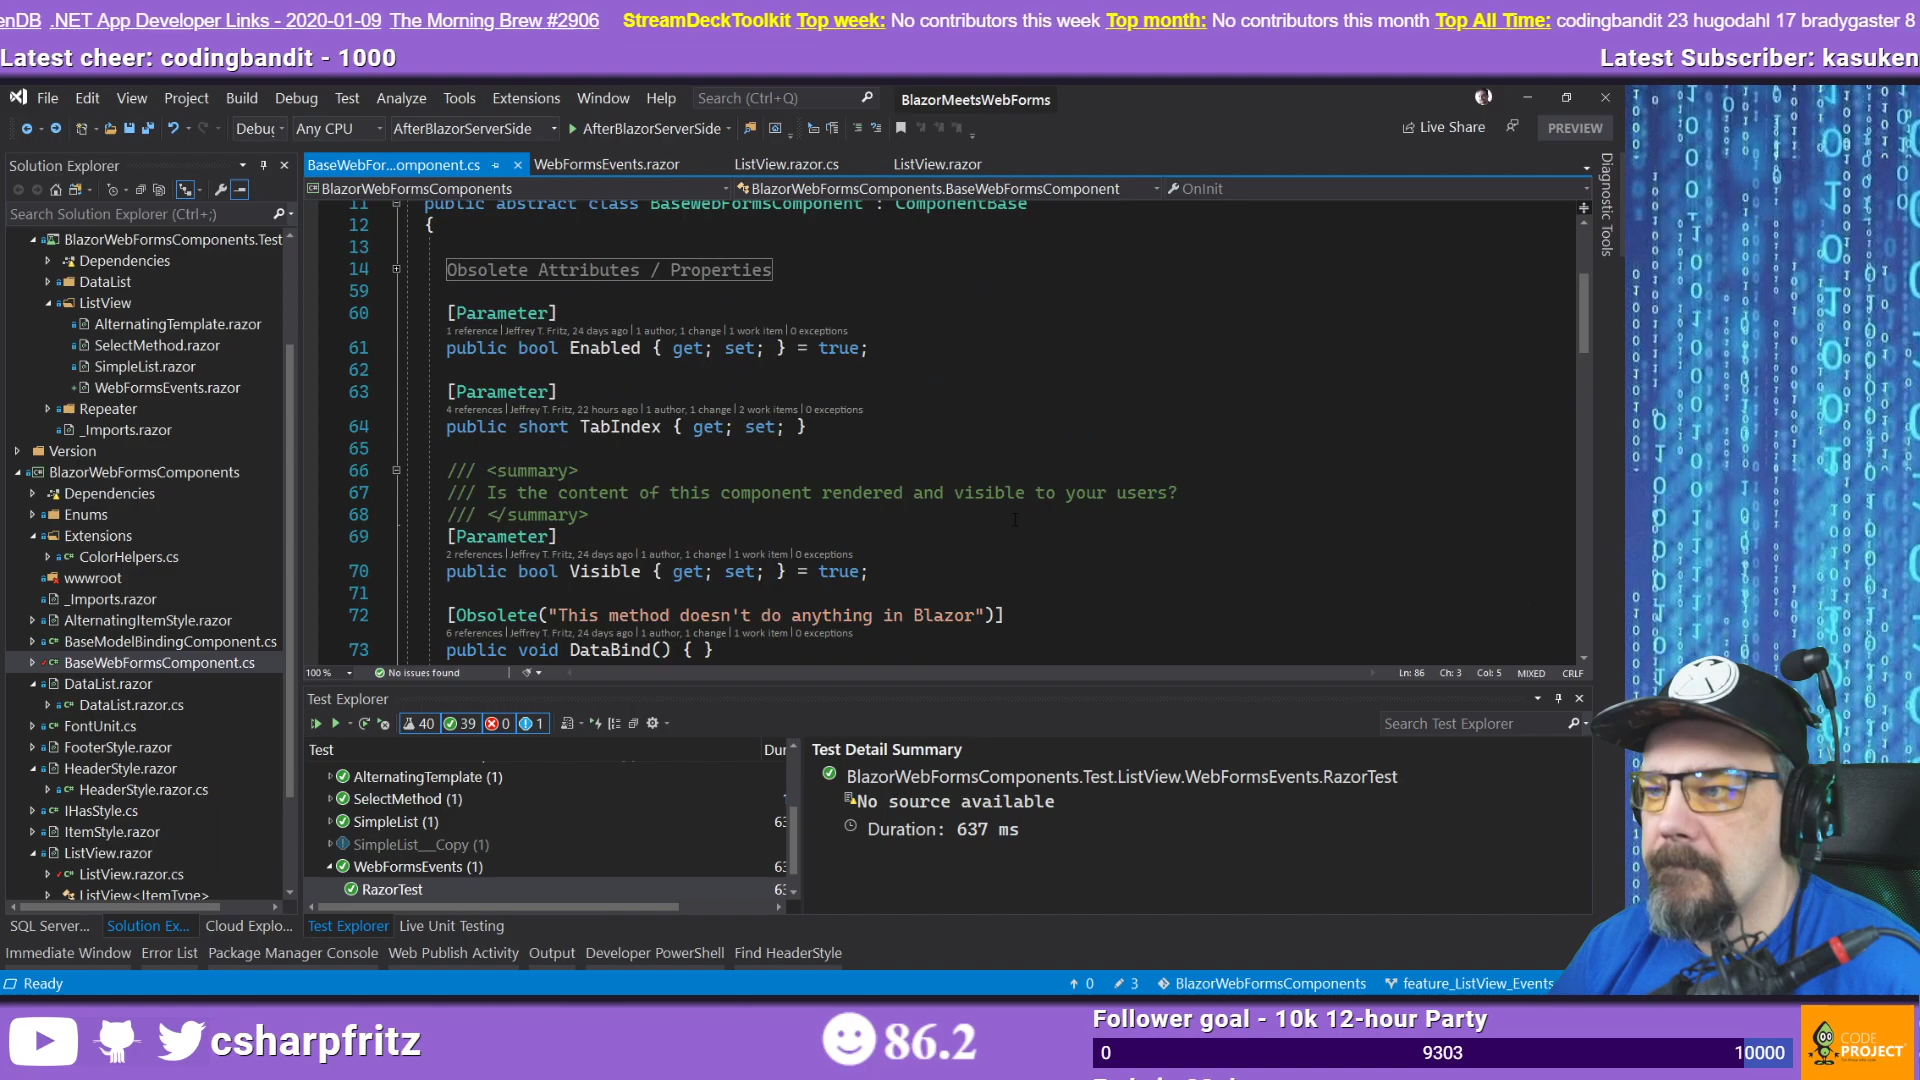 enDB .NET App Developer Links - 2020-01-09 The Morning Brew #2906 StreamDeckToolkit Top week: No contributors this week Top month: No contributors this month Top All Time: codingbandit 23 hugodahl 17 bradygaster 8
Latest cheer: codingbandit - 1000
Latest Subscriber: kasuken
File Edit View Project Build Debug Test Analyze Tools Extensions Window Help Search (Ctrl+Q) BlazorMeetsWebForms
Debug Any CPU AfterBlazorServerSide AfterBlazorServerSide Live Share PREVIEW
Solution Explorer
Search Solution Explorer (Ctrl+;)
BlazorWebFormsComponents.Test
Dependencies
DataList
ListView
AlternatingTemplate.razor
SelectMethod.razor
SimpleList.razor
WebFormsEvents.razor
Repeater
_Imports.razor
Version
BlazorWebFormsComponents
Dependencies
Enums
Extensions
ColorHelpers.cs
wwwroot
_Imports.razor
AlternatingItemStyle.razor
BaseModelBindingComponent.cs
BaseWebFormsComponent.cs
DataList.razor
DataList.razor.cs
FontUnit.cs
FooterStyle.razor
HeaderStyle.razor
HeaderStyle.razor.cs
IHasStyle.cs
ItemStyle.razor
ListView.razor
ListView.razor.cs
ListView<ItemType>
SQL Server... Solution Ex... Cloud Explo...
BaseWebFor...omponent.cs WebFormsEvents.razor ListView.razor.cs ListView.razor
BlazorWebFormsComponents BlazorWebFormsComponents.BaseWebFormsComponent OnInit
11 public abstract class BaseWebFormsComponent : ComponentBase
12 {
13
14 Obsolete Attributes / Properties
59
60 [Parameter]
1 reference | Jeffrey T. Fritz, 24 days ago | 1 author, 1 change | 1 work item | 0 exceptions
61 public bool Enabled { get; set; } = true;
62
63 [Parameter]
4 references | Jeffrey T. Fritz, 22 hours ago | 1 author, 1 change | 2 work items | 0 exceptions
64 public short TabIndex { get; set; }
65
66 /// <summary>
67 /// Is the content of this component rendered and visible to your users?
68 /// </summary>
69 [Parameter]
2 references | Jeffrey T. Fritz, 24 days ago | 1 author, 1 change | 1 work item | 0 exceptions
70 public bool Visible { get; set; } = true;
71
72 [Obsolete("This method doesn't do anything in Blazor")]
6 references | Jeffrey T. Fritz, 24 days ago | 1 author, 1 change | 1 work item | 0 exceptions
73 public void DataBind() { }
100 % No issues found Ln: 86 Ch: 3 Col: 5 MIXED CRLF
Diagnostic Tools
Test Explorer
40 39 0 1 Search Test Explorer
Test Dur
AlternatingTemplate (1)
SelectMethod (1)
SimpleList (1) 63
SimpleList__Copy (1)
WebFormsEvents (1) 63
RazorTest 63
Test Detail Summary
BlazorWebFormsComponents.Test.ListView.WebFormsEvents.RazorTest
No source available
Duration: 637 ms
Test Explorer Live Unit Testing
Immediate Window Error List Package Manager Console Web Publish Activity Output Developer PowerShell Find HeaderStyle
Ready 0 3 BlazorWebFormsComponents feature_ListView_Events
csharpfritz
86.2
Follower goal - 10k 12-hour Party
0 9303 10000
CODE PROJECT